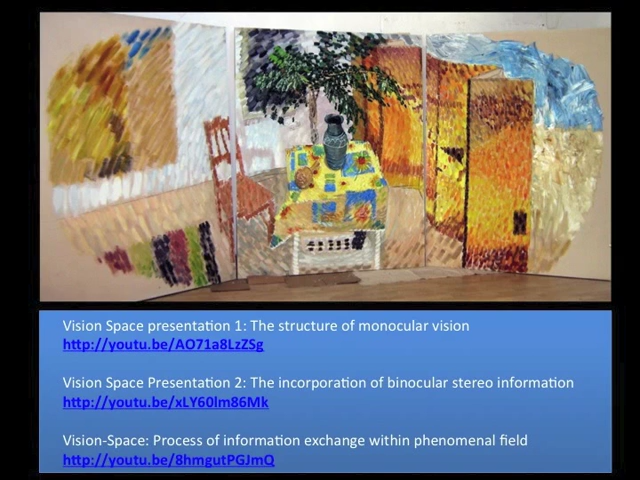 Vision Space presentation 1: The structure of monocular vision
http://youtu.be/AO71a8LzZSg
Vision Space Presentation 2: The incorporation of binocular stereo information
http://youtu.be/xLY60lm86Mk
Vision-Space: Process of information exchange within phenomenal field
http://youtu.be/8hmgutPGJmQ